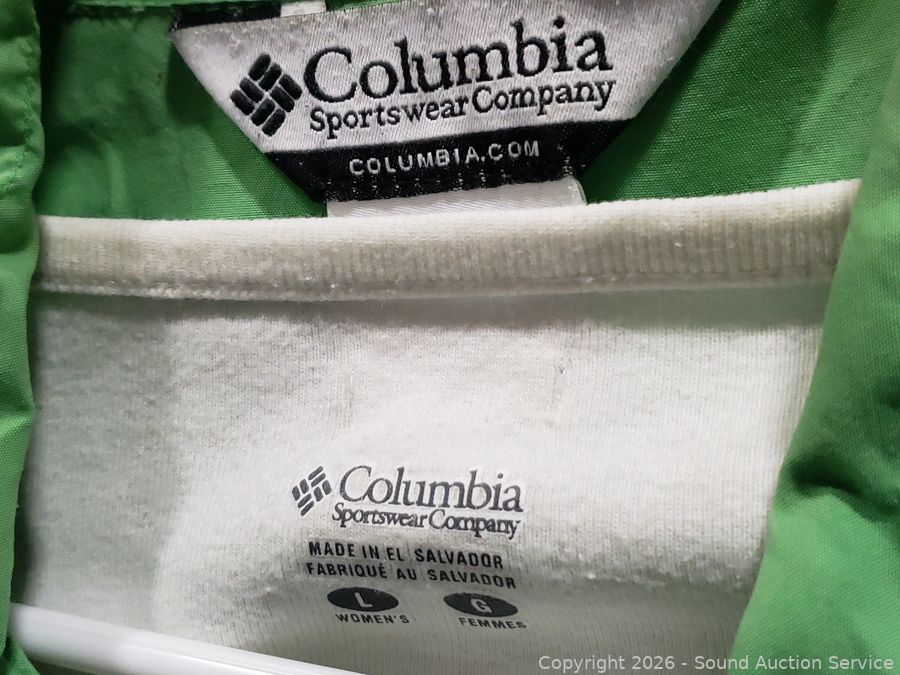 Columbia
Sportswear Company
COLUMBIA.COM
Columbia
Sportswear Company
MADE IN EL SALVADOR
FABRIQUÉ AU SALVADOR
L G
WOMEN'S FEMMES
Copyright 2026 - Sound Auction Service